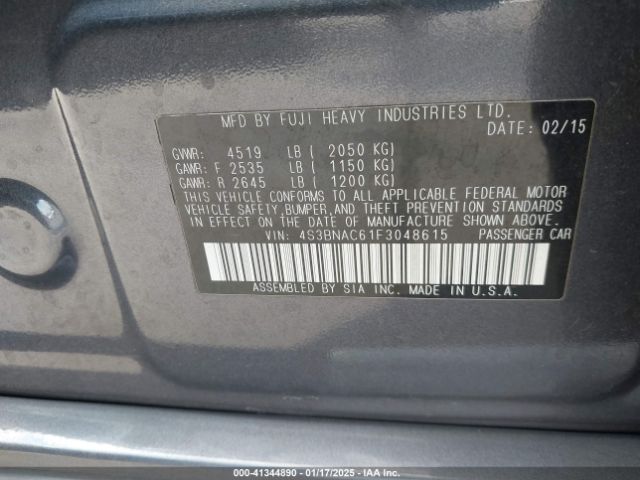 MFD BY FUJI HEAVY INDUSTRIES LTD.
DATE: 02/15
GVWR: 4519 LB ( 2050 KG)
GAWR: F 2535 LB ( 1150 KG)
GAWR: R 2645 LB ( 1200 KG)
THIS VEHICLE CONFORMS TO ALL APPLICABLE FEDERAL MOTOR
VEHICLE SAFETY, BUMPER, AND THEFT PREVENTION STANDARDS
IN EFFECT ON THE DATE OF MANUFACTURE SHOWN ABOVE.
VIN: 4S3BNAC61F3048615 PASSENGER CAR
ASSEMBLED BY SIA INC. MADE IN U.S.A.
000-41344890 - 01/17/2025 - IAA Inc.